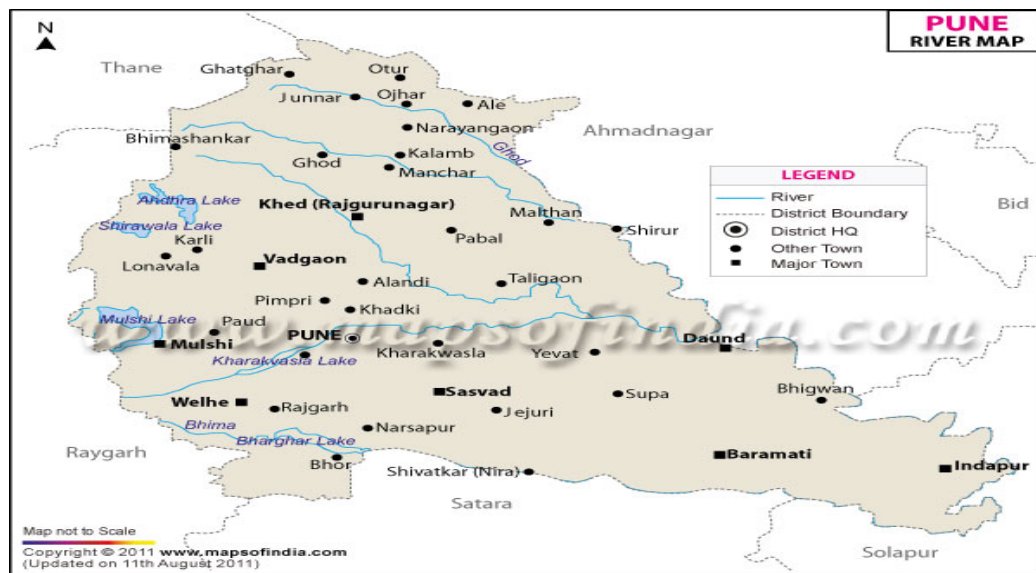 N
PUNE
RIVER MAP
Thane
Ghatghar
Otur
Junnar
Ojhar
Ale
Narayangaon
Ahmadnagar
Bhimashankar
Ghod
Kalamb
Ghod
Manchar
LEGEND
River
District Boundary
District HQ
Other Town
Major Town
Andhra Lake
Khed (Rajgurunagar)
Malthan
Bid
Shirawala Lake
Karli
Pabal
Shirur
Lonavala
Vadgaon
Alandi
Taligaon
Pimpri
Khadki
Mulshi Lake
Paud
www.mapsofindia.com
PUNE
Mulshi
Kharakvasla Lake
Kharakwasla
Yevat
Daund
Welhe
Rajgarh
Sasvad
Jejuri
Supa
Bhigwan
Bhima
Narsapur
Bharghar Lake
Raygarh
Bhor
Shivatkar (Nira)
Baramati
Indapur
Satara
Solapur
Map not to Scale
Copyright © 2011 www.mapsofindia.com
(Updated on 11th August 2011)